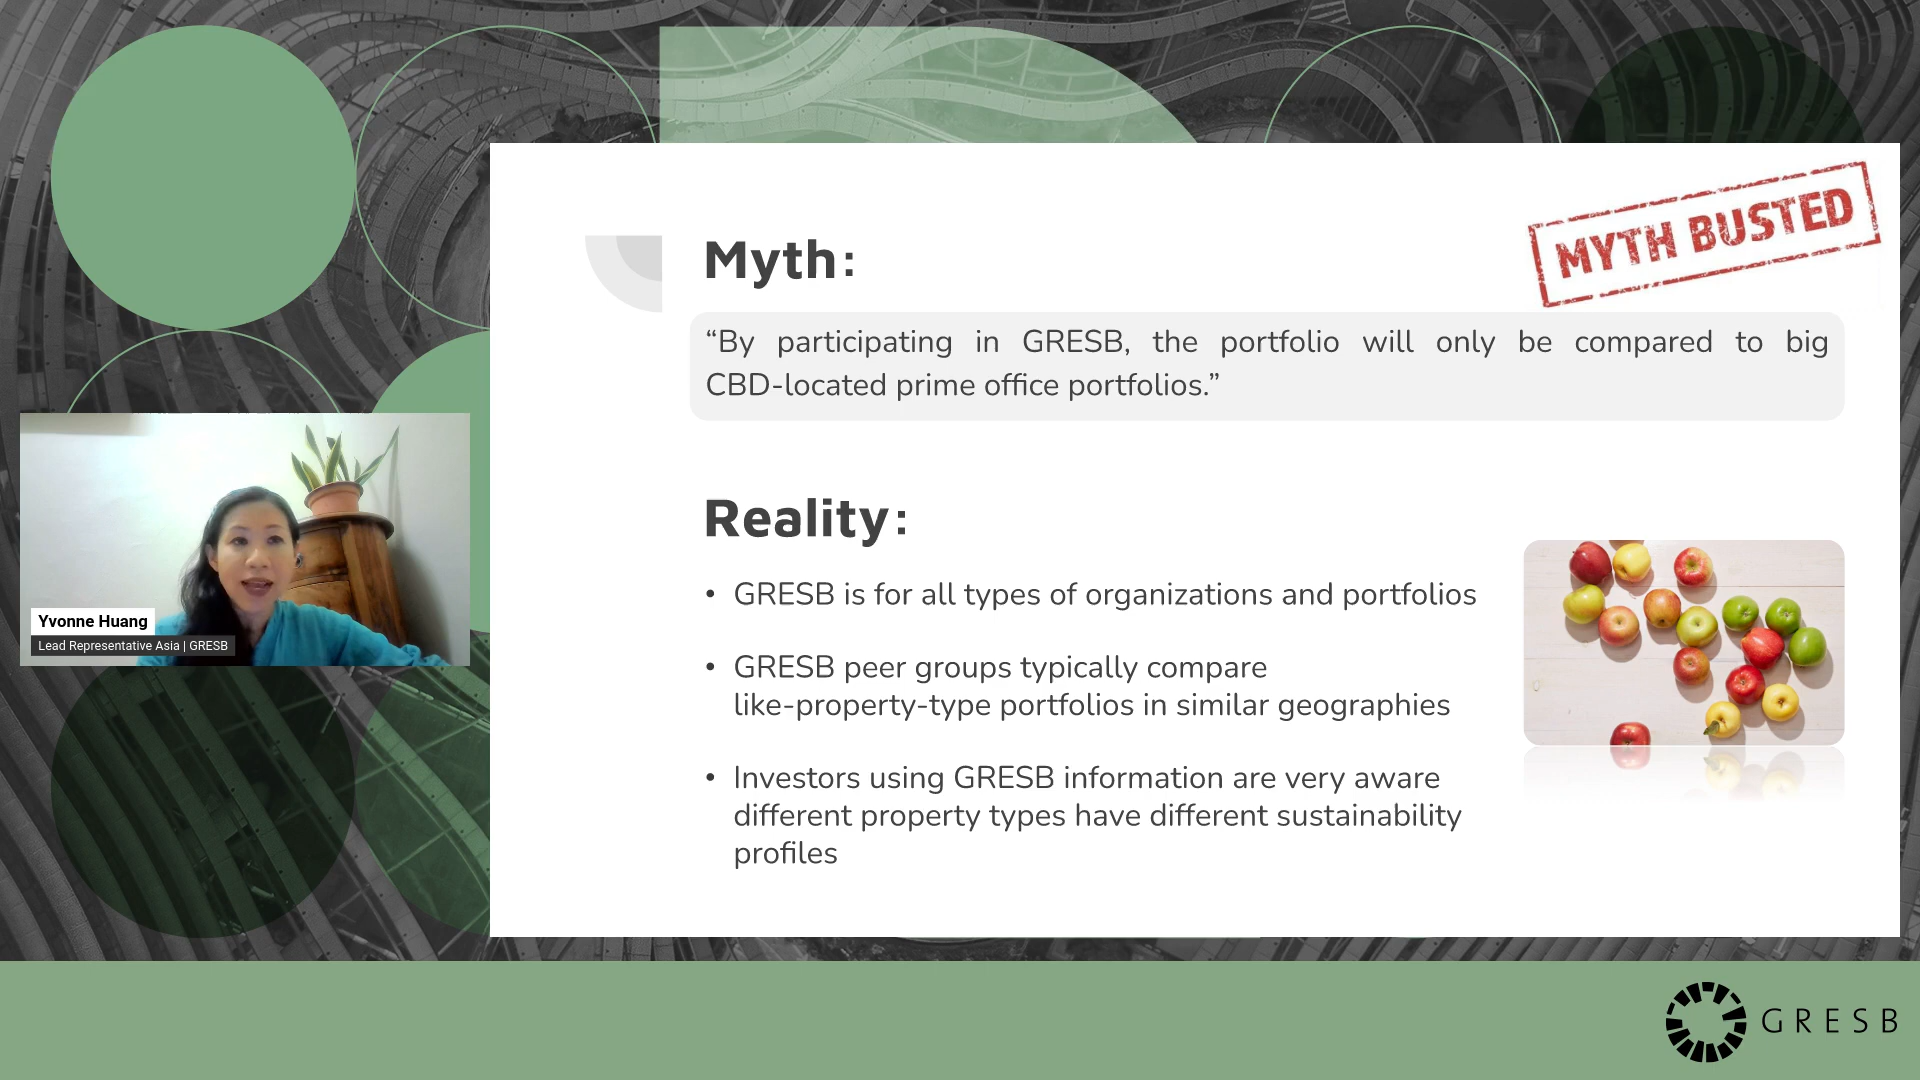 MYTH BUSTED
Myth:
“By participating in GRESB, the portfolio will only be compared to big
CBD-located prime office portfolios.”
Reality:
• GRESB is for all types of organizations and portfolios
• GRESB peer groups typically compare
like-property-type portfolios in similar geographies
• Investors using GRESB information are very aware
different property types have different sustainability
profiles
Yvonne Huang
Lead Representative Asia | GRESB
GRESB